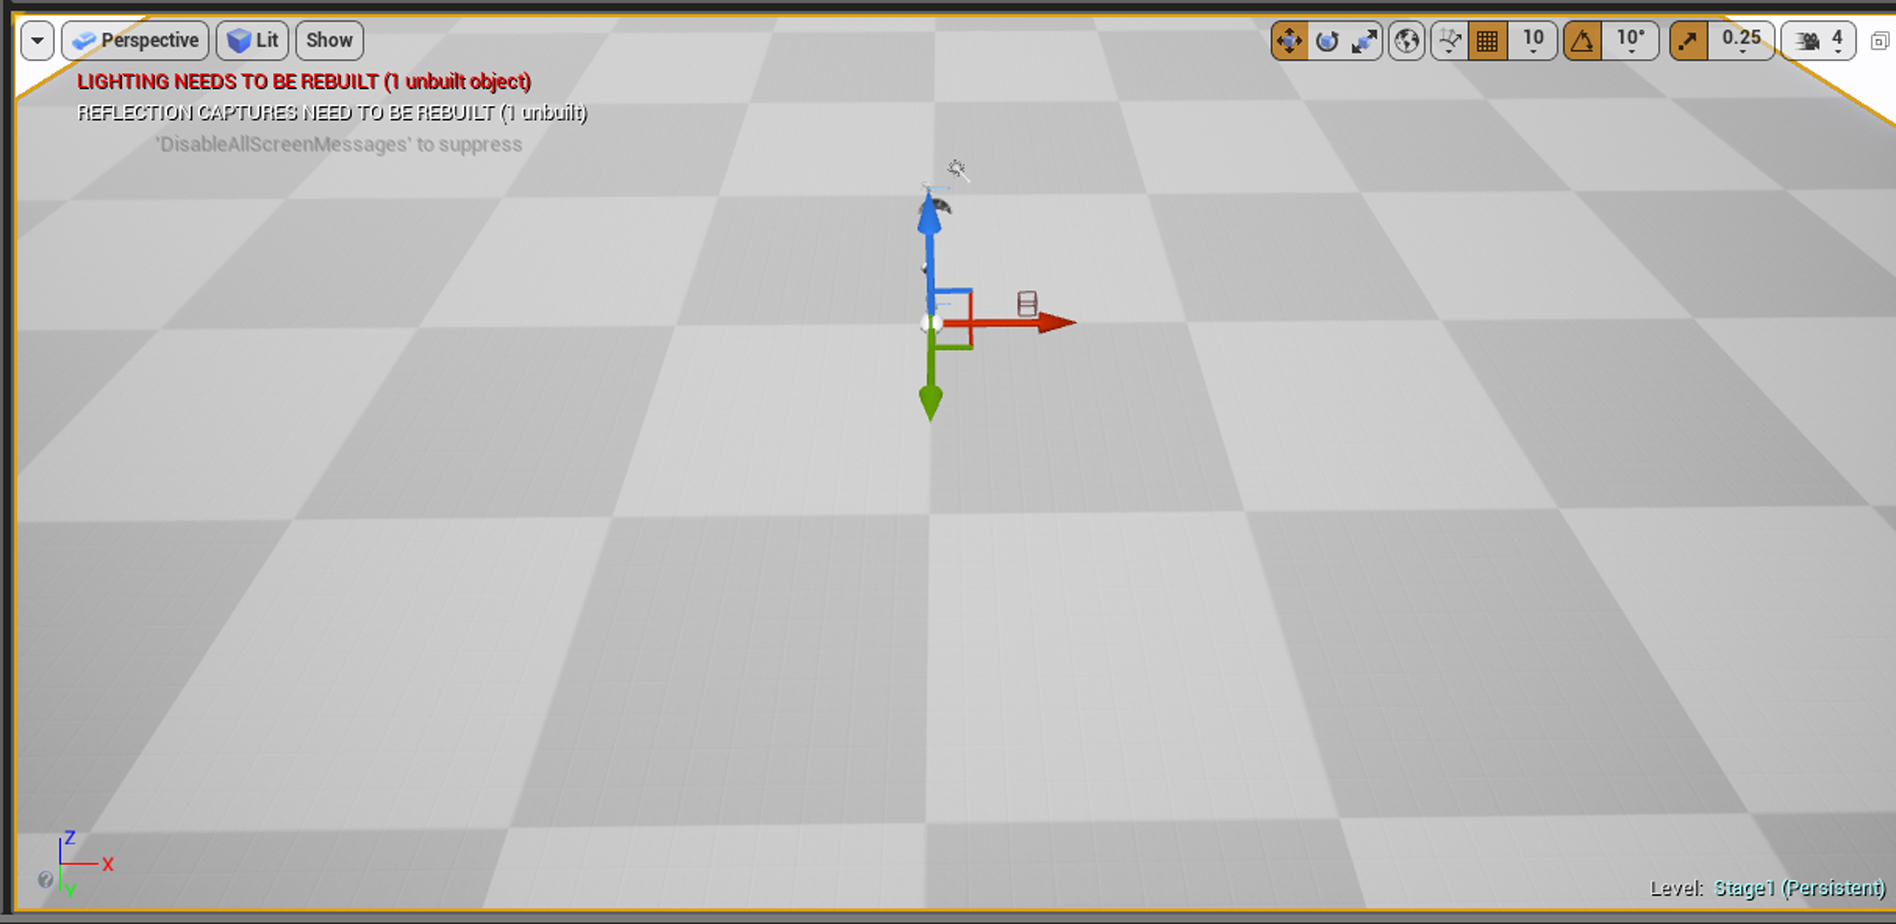 Perspective Lit Show 10 10° 0.25 4
LIGHTING NEEDS TO BE REBUILT (1 unbuilt object)
REFLECTION CAPTURES NEED TO BE REBUILT (1 unbuilt)
'DisableAllScreenMessages' to suppress
Z
X
? Y
Level: Stage1 (Persistent)